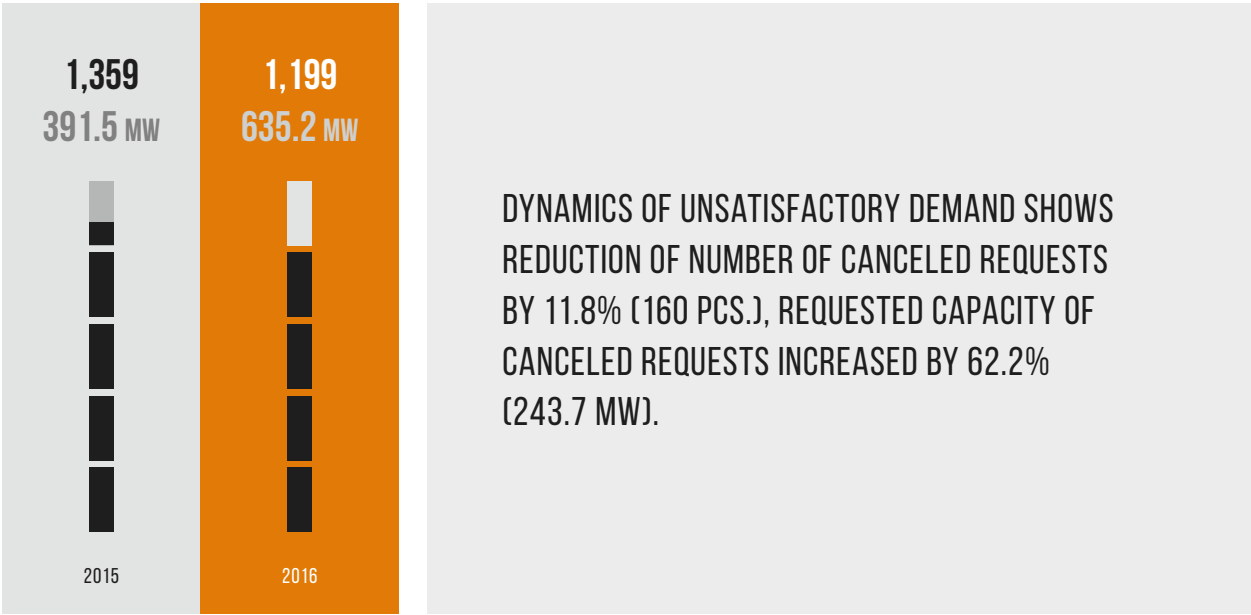 1,359
391.5 MW
2015
1,199
635.2 MW
2016
DYNAMICS OF UNSATISFACTORY DEMAND SHOWS
REDUCTION OF NUMBER OF CANCELED REQUESTS
BY 11.8% (160 PCS.), REQUESTED CAPACITY OF
CANCELED REQUESTS INCREASED BY 62.2%
(243.7 MW).